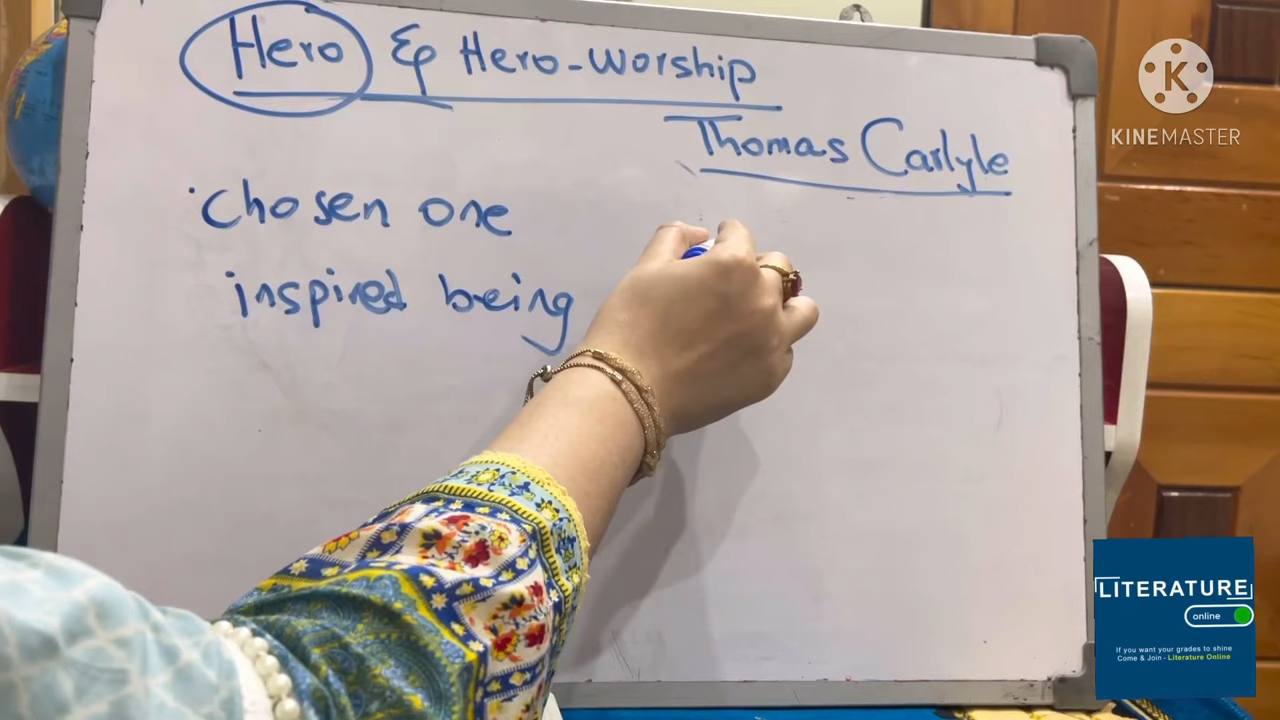 Hero & Hero-worship
Thomas Carlyle
chosen one
inspired being
KINEMASTER
LITERATURE
online
If you want your grades to shine
Come & Join - Literature Online